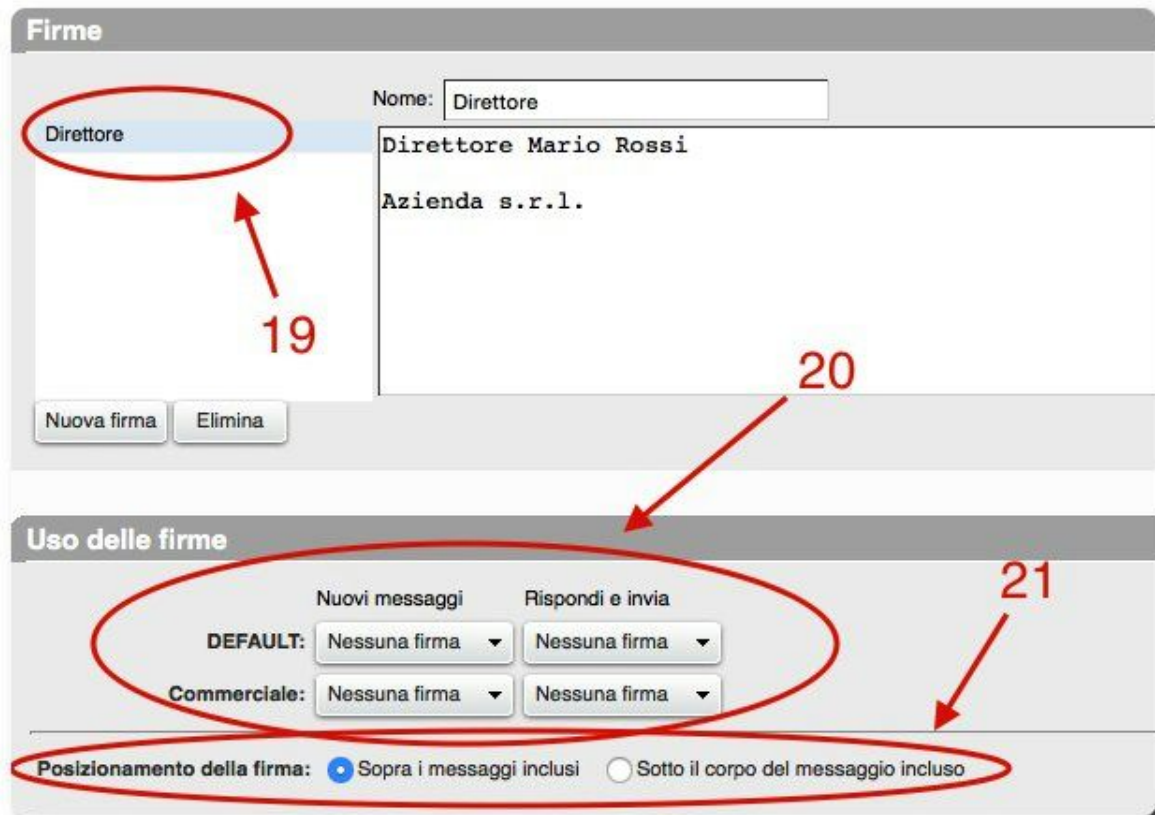 Firme
Nome: Direttore
Direttore
Direttore Mario Rossi
Azienda s.r.l.
19
20
Nuova firma Elimina
Uso delle firme
21
Nuovi messaggi Rispondi e invia
DEFAULT: Nessuna firma Nessuna firma
Commerciale: Nessuna firma Nessuna firma
Posizionamento della firma: Sopra i messaggi inclusi Sotto il corpo del messaggio incluso